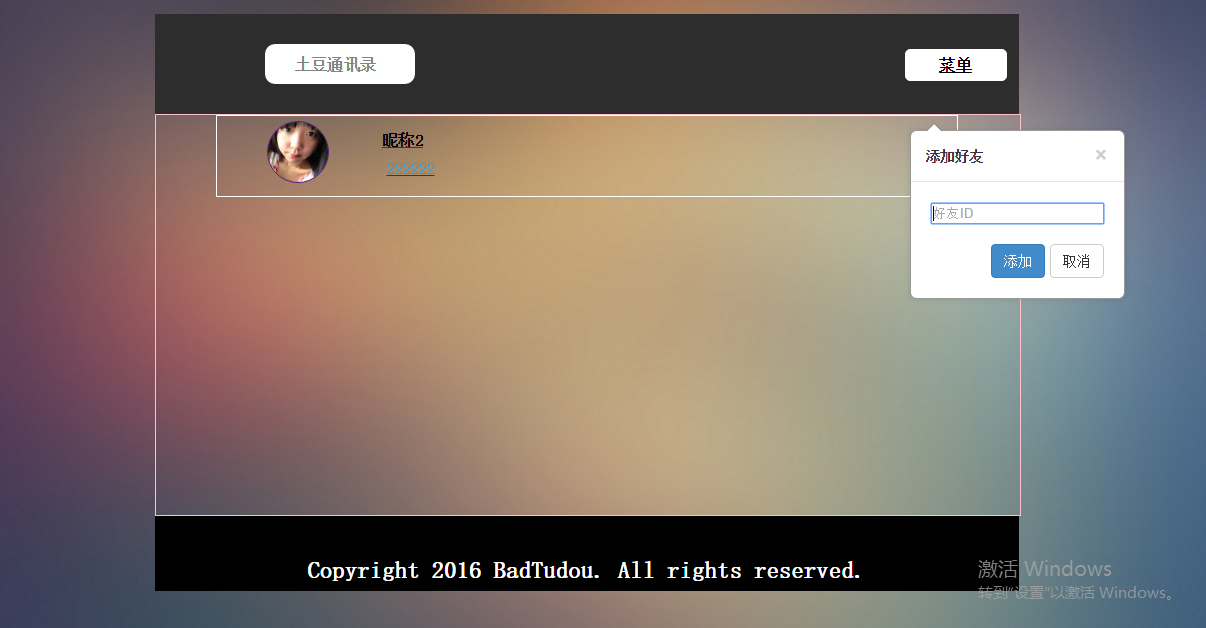 土豆通讯录
菜单
昵称2
222222
添加好友
×
好友ID
添加
取消
Copyright 2016 BadTudou. All rights reserved.
激活 Windows
转到"设置"以激活 Windows。